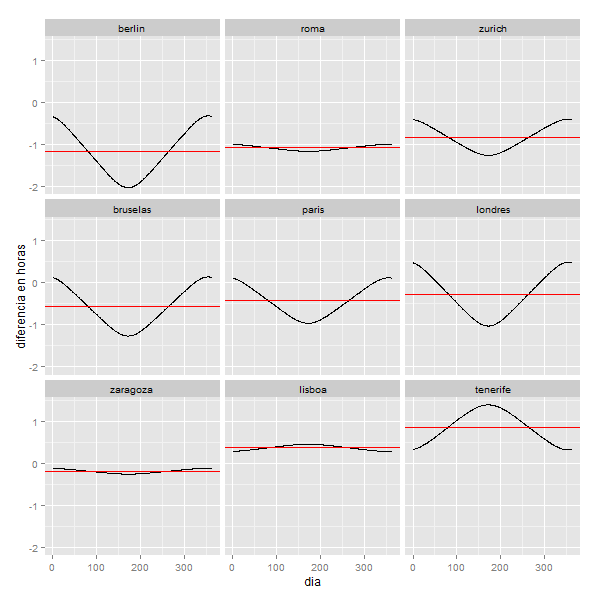 berlin roma zurich
1
0
-1
-2
bruselas paris londres
1
0
-1
-2
diferencia en horas
zaragoza lisboa tenerife
1
0
-1
-2
0 100 200 300 0 100 200 300 0 100 200 300
dia